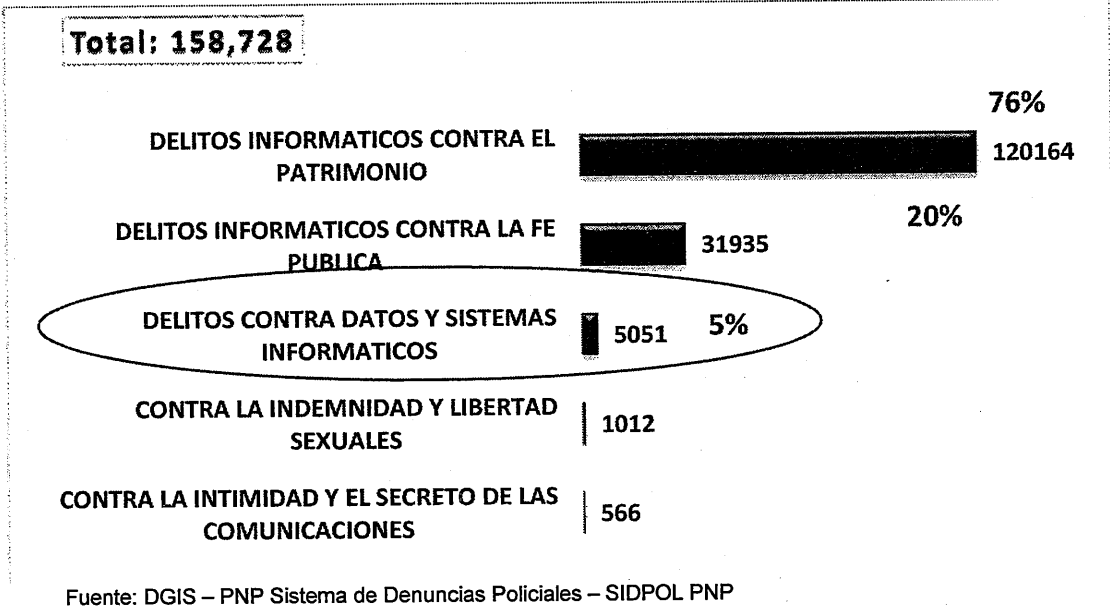 Total: 158,728
76%
DELITOS INFORMATICOS CONTRA EL
PATRIMONIO
120164
20%
DELITOS INFORMATICOS CONTRA LA FE
PUBLICA
31935
DELITOS CONTRA DATOS Y SISTEMAS
INFORMATICOS
5051
5%
CONTRA LA INDEMNIDAD Y LIBERTAD
SEXUALES
1012
CONTRA LA INTIMIDAD Y EL SECRETO DE LAS
COMUNICACIONES
566
Fuente: DGIS – PNP Sistema de Denuncias Policiales – SIDPOL PNP